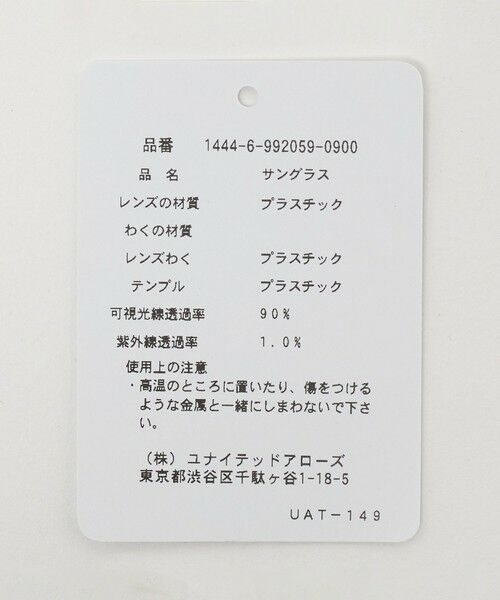 品番 1444-6-992059-0900
品 名 サングラス
レンズの材質 プラスチック
わくの材質
レンズわく プラスチック
テンプル プラスチック
可視光線透過率 90%
紫外線透過率 1.0%
使用上の注意
・高温のところに置いたり、傷をつける
ような金属と一緒にしまわないで下さ
い。
(株) ユナイテッドアローズ
東京都渋谷区千駄ヶ谷1-18-5
UAT-149